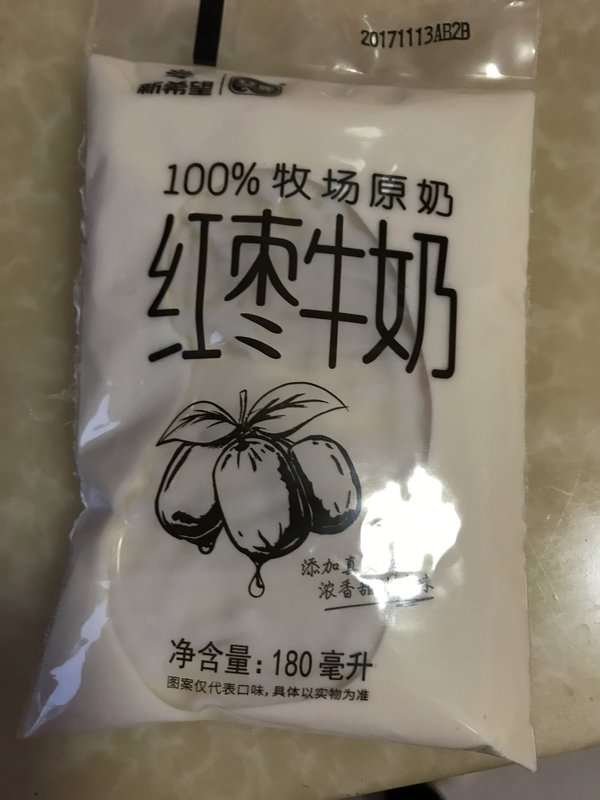 20171113AB2B
新希望
100%牧场原奶
红枣牛奶
添加真
浓香甜 味
净含量：180毫升
图案仅代表口味，具体以实物为准